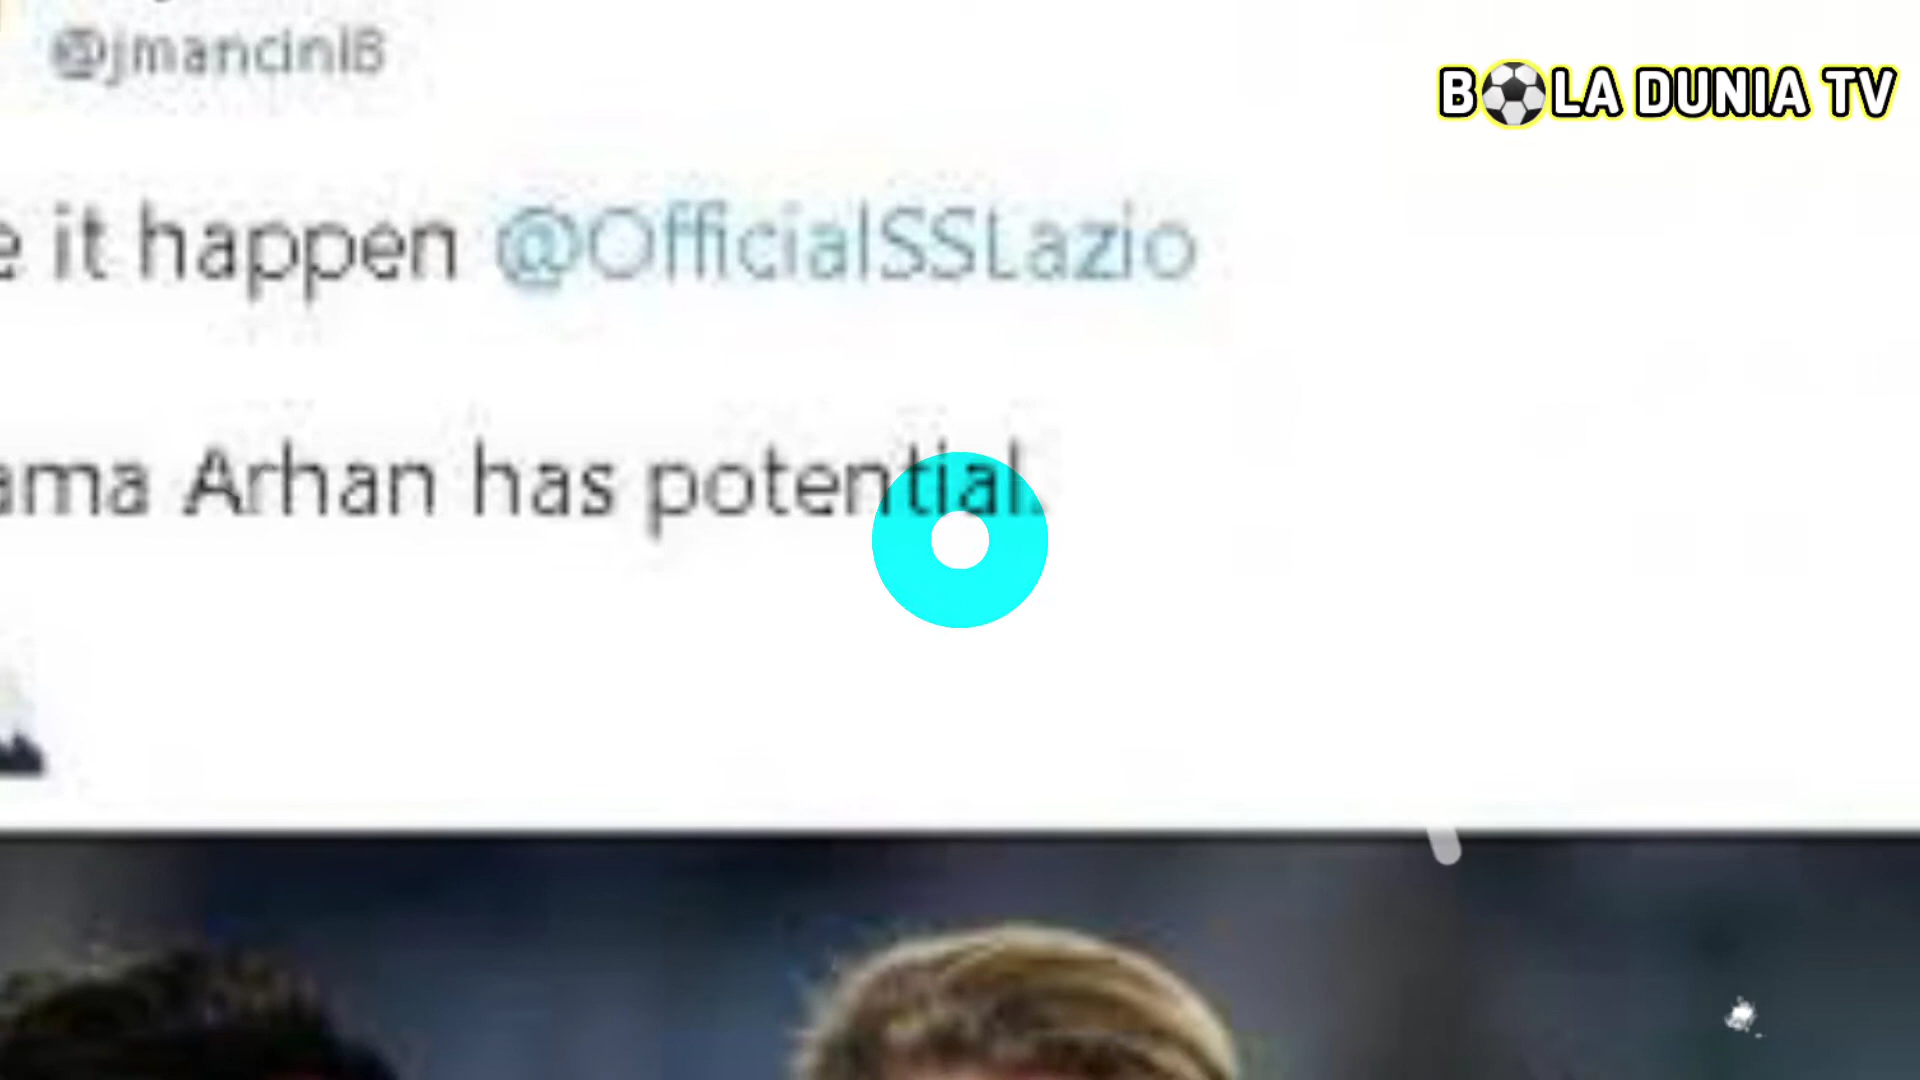 @jmancini8
BOLA DUNIA TV
e it happen @OfficialSSLazio
ama Arhan has potential.